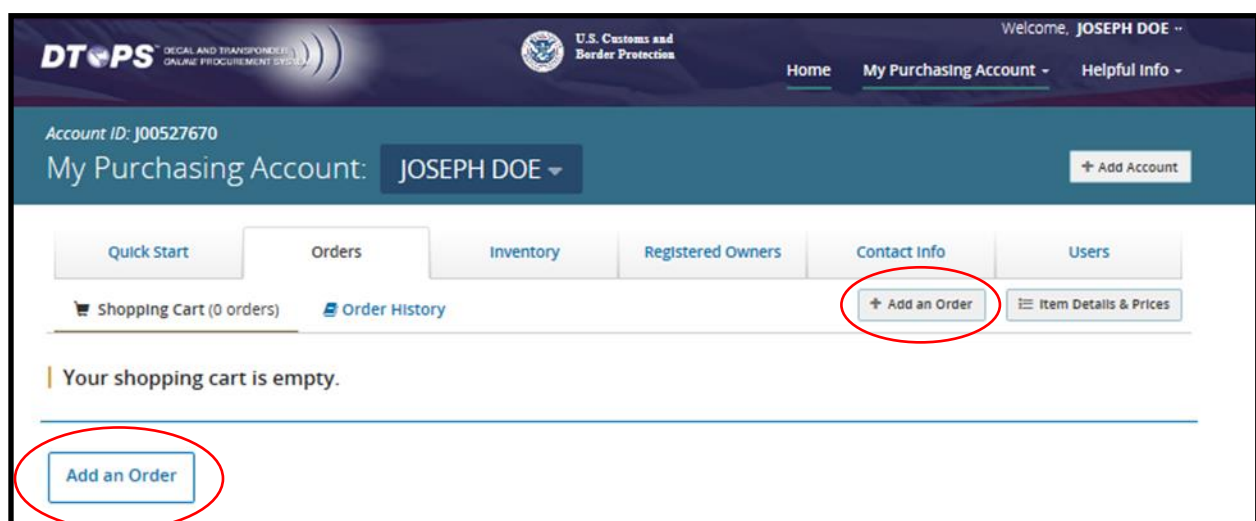 Welcome, JOSEPH DOE
DTOPS DECAL AND TRANSPONDER
ONLINE PROCUREMENT SYSTEM
U.S. Customs and
Border Protection
Home My Purchasing Account Helpful Info
Account ID: J00527670
My Purchasing Account: JOSEPH DOE
+ Add Account
Quick Start Orders Inventory Registered Owners Contact Info Users
Shopping Cart (0 orders) Order History + Add an Order Item Details & Prices
Your shopping cart is empty.
Add an Order